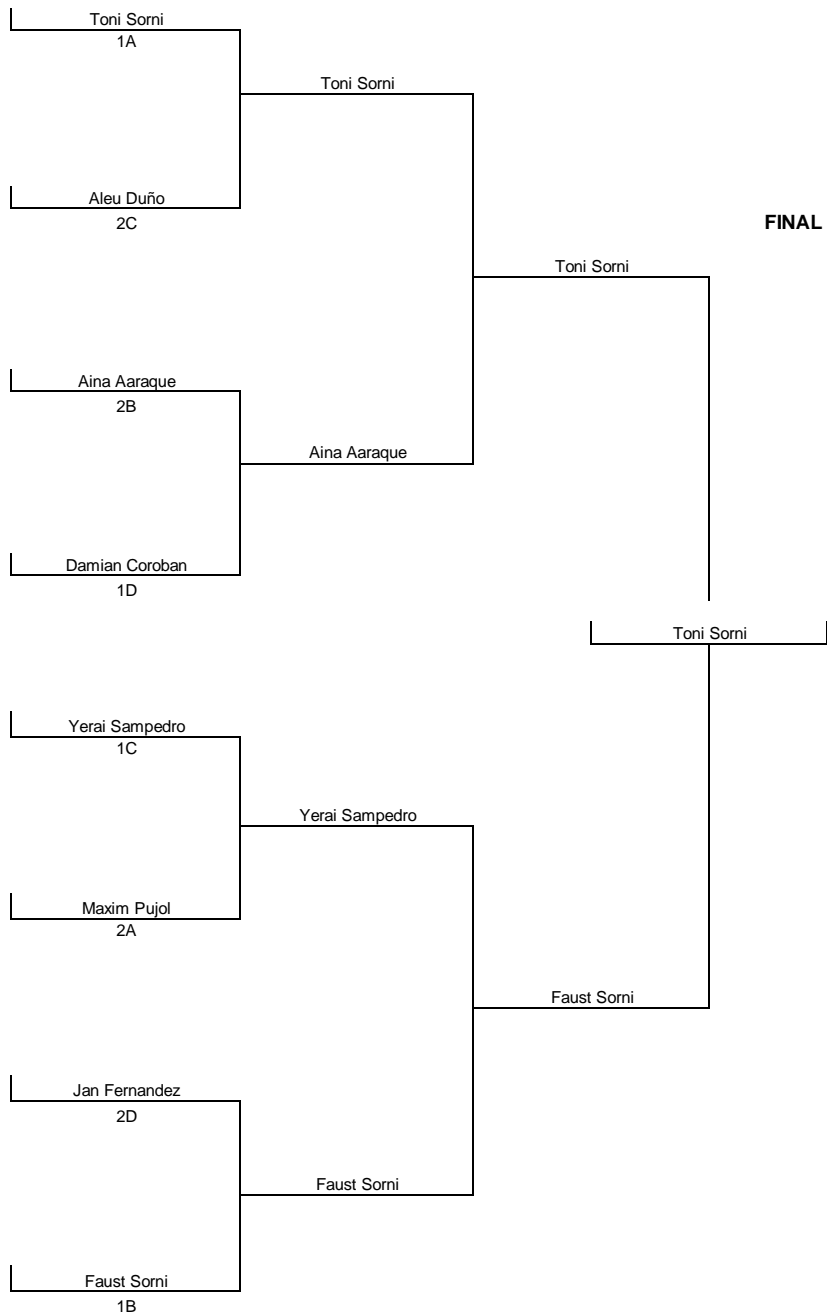 Toni Sorni
1A
Toni Sorni
Aleu Duño
2C
FINAL
Toni Sorni
Aina Aaraque
2B
Aina Aaraque
Damian Coroban
1D
Toni Sorni
Yerai Sampedro
1C
Yerai Sampedro
Maxim Pujol
2A
Faust Sorni
Jan Fernandez
2D
Faust Sorni
Faust Sorni
1B